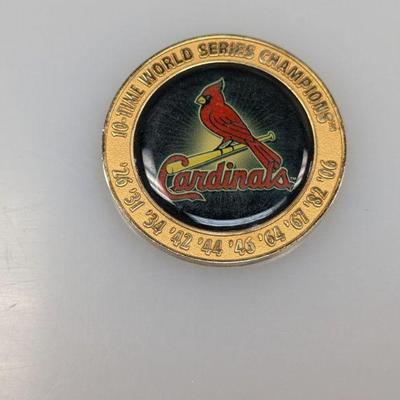 10-TIME WORLD SERIES CHAMPIONS™
Cardinals
'26 '31 '34 '42 '44 '46 '64 '67 '82 '06